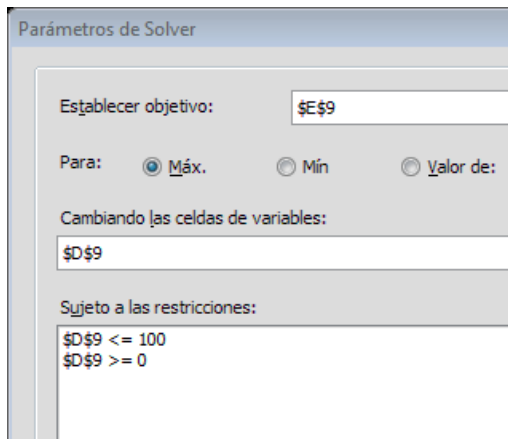 Parámetros de Solver
Establecer objetivo: $E$9
Para: Máx. Mín Valor de:
Cambiando las celdas de variables:
$D$9
Sujeto a las restricciones:
$D$9 <= 100
$D$9 >= 0